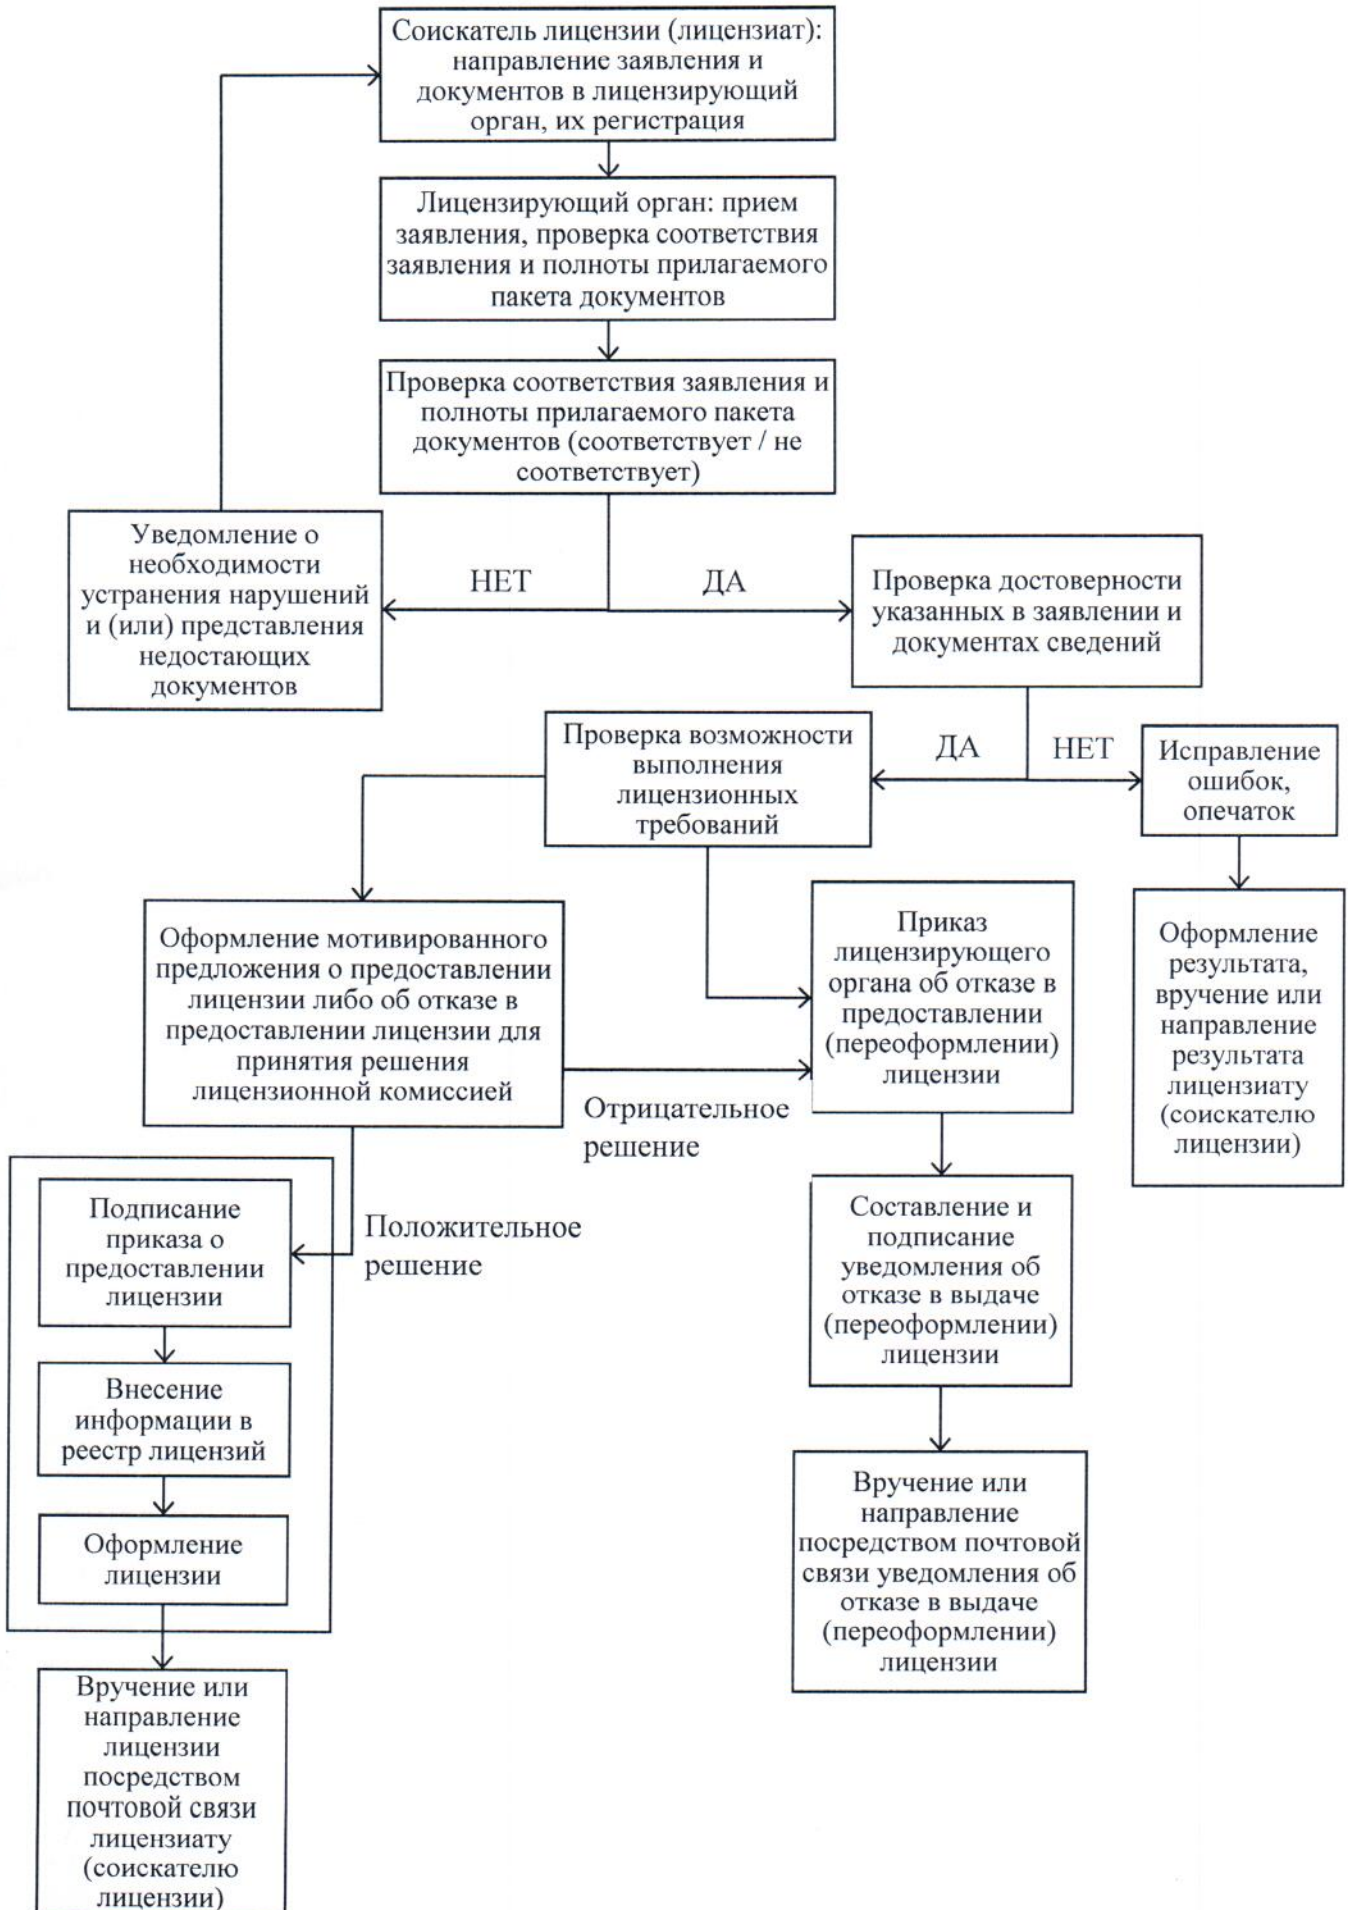 Соискатель лицензии (лицензиат):
направление заявления и
документов в лицензирующий
орган, их регистрация
Лицензирующий орган: прием
заявления, проверка соответствия
заявления и полноты прилагаемого
пакета документов
Проверка соответствия заявления и
полноты прилагаемого пакета
документов (соответствует / не
соответствует)
Уведомление о
необходимости
устранения нарушений
и (или) представления
недостающих
документов
НЕТ
ДА
Проверка достоверности
указанных в заявлении и
документах сведений
Проверка возможности
выполнения
лицензионных
требований
ДА
НЕТ
Исправление
ошибок,
опечаток
Оформление мотивированного
предложения о предоставлении
лицензии либо об отказе в
предоставлении лицензии для
принятия решения
лицензионной комиссией
Приказ
лицензирующего
органа об отказе в
предоставлении
(переоформлении)
лицензии
Оформление
результата,
вручение или
направление
результата
лицензиату
(соискателю
лицензии)
Отрицательное
решение
Подписание
приказа о
предоставлении
лицензии
Положительное
решение
Составление и
подписание
уведомления об
отказе в выдаче
(переоформлении)
лицензии
Внесение
информации в
реестр лицензий
Оформление
лицензии
Вручение или
направление
посредством почтовой
связи уведомления об
отказе в выдаче
(переоформлении)
лицензии
Вручение или
направление
лицензии
посредством
почтовой связи
лицензиату
(соискателю
лицензии)